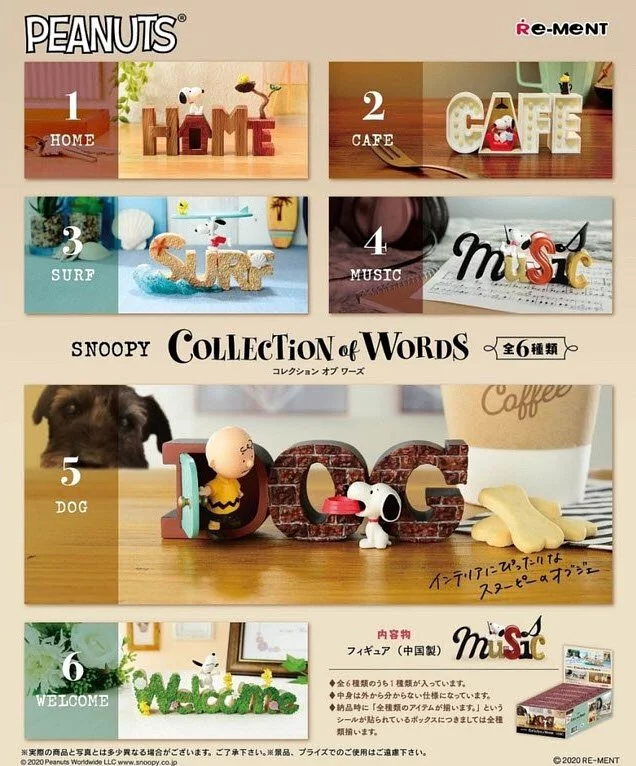 PEANUTS®
Re-MeNT
1
HOME
HOME
2
CAFE
CAFE
3
SURF
SURF
4
MUSIC
music
SNOOPY COLLECTiON of WORDS 全6種類
コレクション オブ ワーズ
5
DOG
DOG
Coffee
インテリアにぴったりな
スヌーピーのオブジェ
6
WELCOME
Welcome
内容物
フィギュア（中国製）
music
◆全6種類のうち1種類が入っています。
◆中身は外から分からない仕様になっています。
◆納品時に「全種類のアイテムが揃います。」という
シールが貼られているボックスにつきましては全種
類揃います。
※実際の商品と写真とは多少異なる場合がございます。ご了承下さい。※景品、プライズでのご使用はご遠慮下さい。
© 2020 Peanuts Worldwide LLC www.snoopy.co.jp
© 2020 RE-MENT